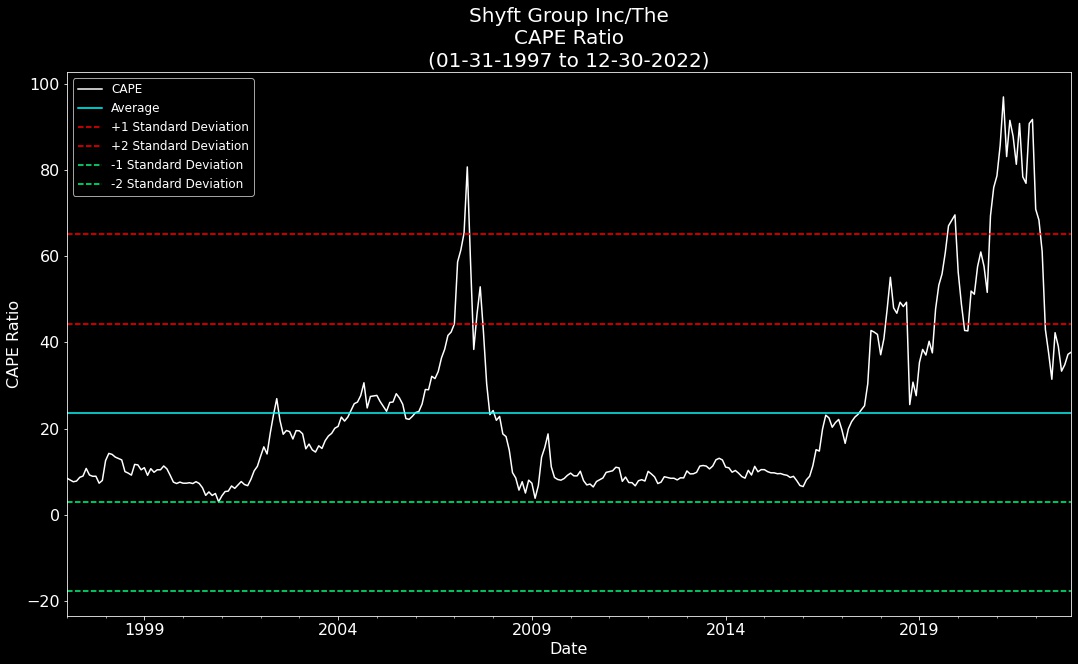 Shyft Group Inc/The
CAPE Ratio
(01-31-1997 to 12-30-2022)
CAPE
Average
+1 Standard Deviation
+2 Standard Deviation
-1 Standard Deviation
-2 Standard Deviation
CAPE Ratio
100
80
60
40
20
0
−20
1999
2004
2009
2014
2019
Date